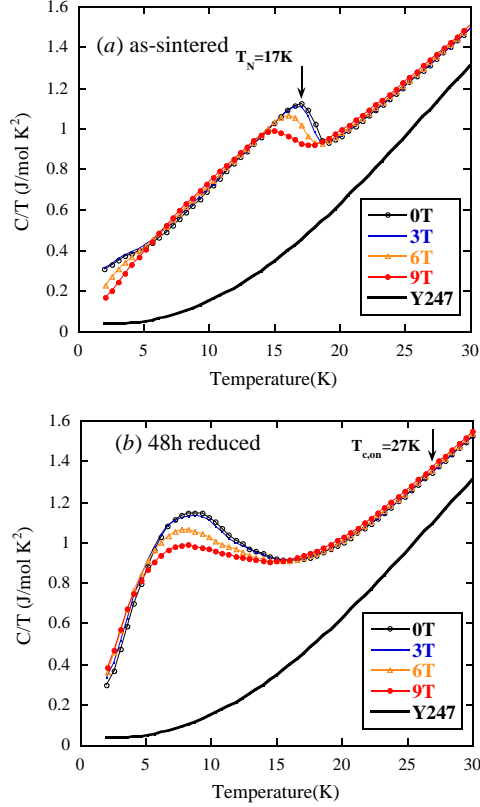 (a) as-sintered
T_N=17K
C/T (J/mol K²)
1.6
1.4
1.2
1
0.8
0.6
0.4
0.2
0
0T
3T
6T
9T
Y247
0 5 10 15 20 25 30
Temperature(K)
(b) 48h reduced
T_c,on=27K
C/T (J/mol K²)
1.6
1.4
1.2
1
0.8
0.6
0.4
0.2
0
0T
3T
6T
9T
Y247
0 5 10 15 20 25 30
Temperature(K)